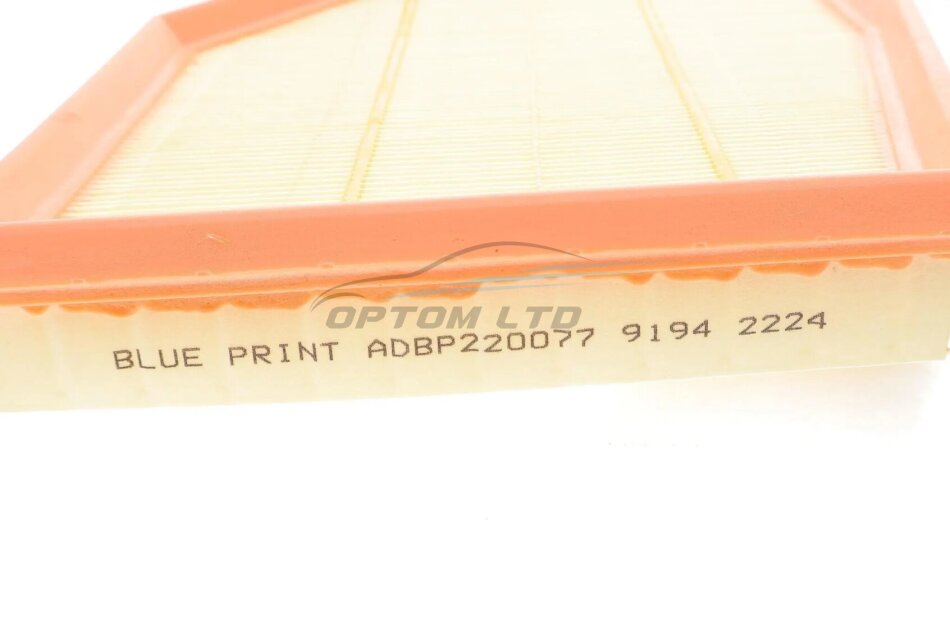 OPTOM LTD
BLUE PRINT ADBP220077 9194 2224